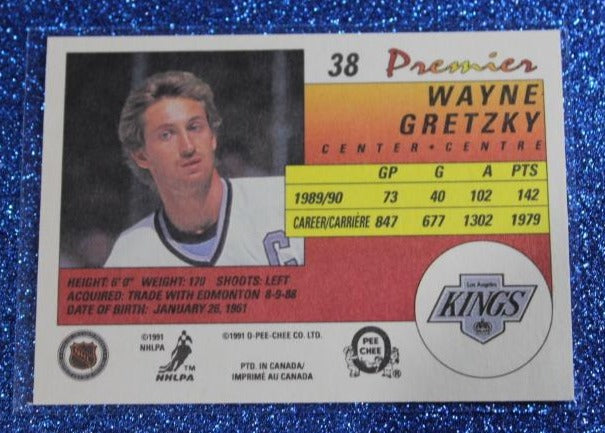 38 Premier
WAYNE
GRETZKY
CENTER • CENTRE
GP G A PTS
1989/90 73 40 102 142
CAREER/CARRIÈRE 847 677 1302 1979
C
HEIGHT: 6'0" WEIGHT: 170 SHOOTS: LEFT
ACQUIRED: TRADE WITH EDMONTON 8-9-88
DATE OF BIRTH: JANUARY 26, 1961
Los Angeles
KINGS
NHL
©1991
NHLPA
NHLPA
TM
©1991 O-PEE-CHEE CO. LTD.
PTD. IN CANADA/
IMPRIMÉ AU CANADA
O
PEE
CHEE
®